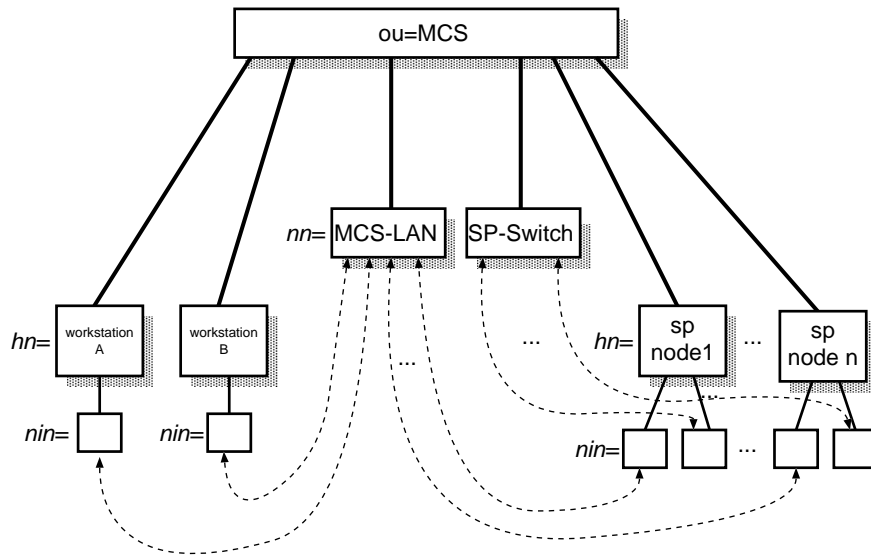 ou=MCS
nn=
MCS-LAN
SP-Switch
hn=
workstation
A
workstation
B
...
...
hn=
sp
node1
...
sp
node n
...
nin=
nin=
nin=
...